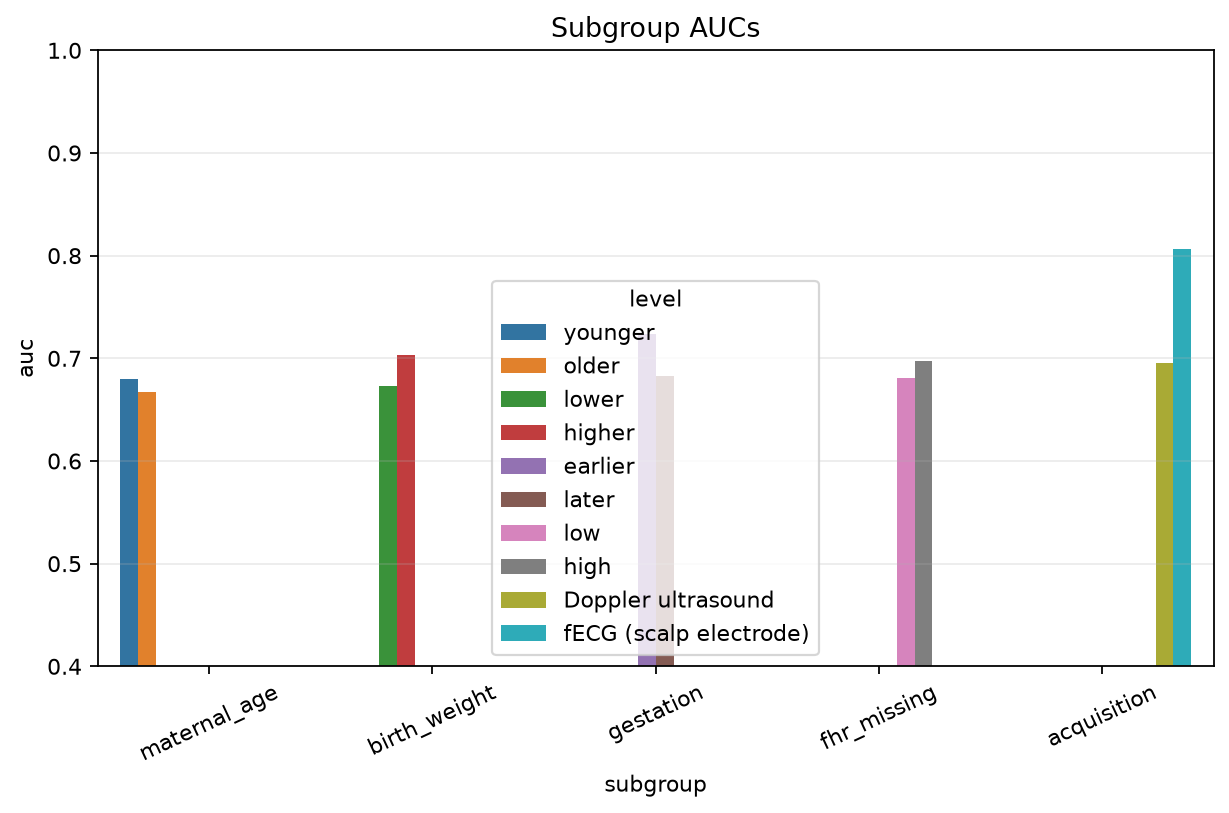 Subgroup AUCs
1.0
0.9
0.8
0.7
0.6
0.5
0.4
auc
level
younger
older
lower
higher
earlier
later
low
high
Doppler ultrasound
fECG (scalp electrode)
maternal_age
birth_weight
gestation
fhr_missing
acquisition
subgroup